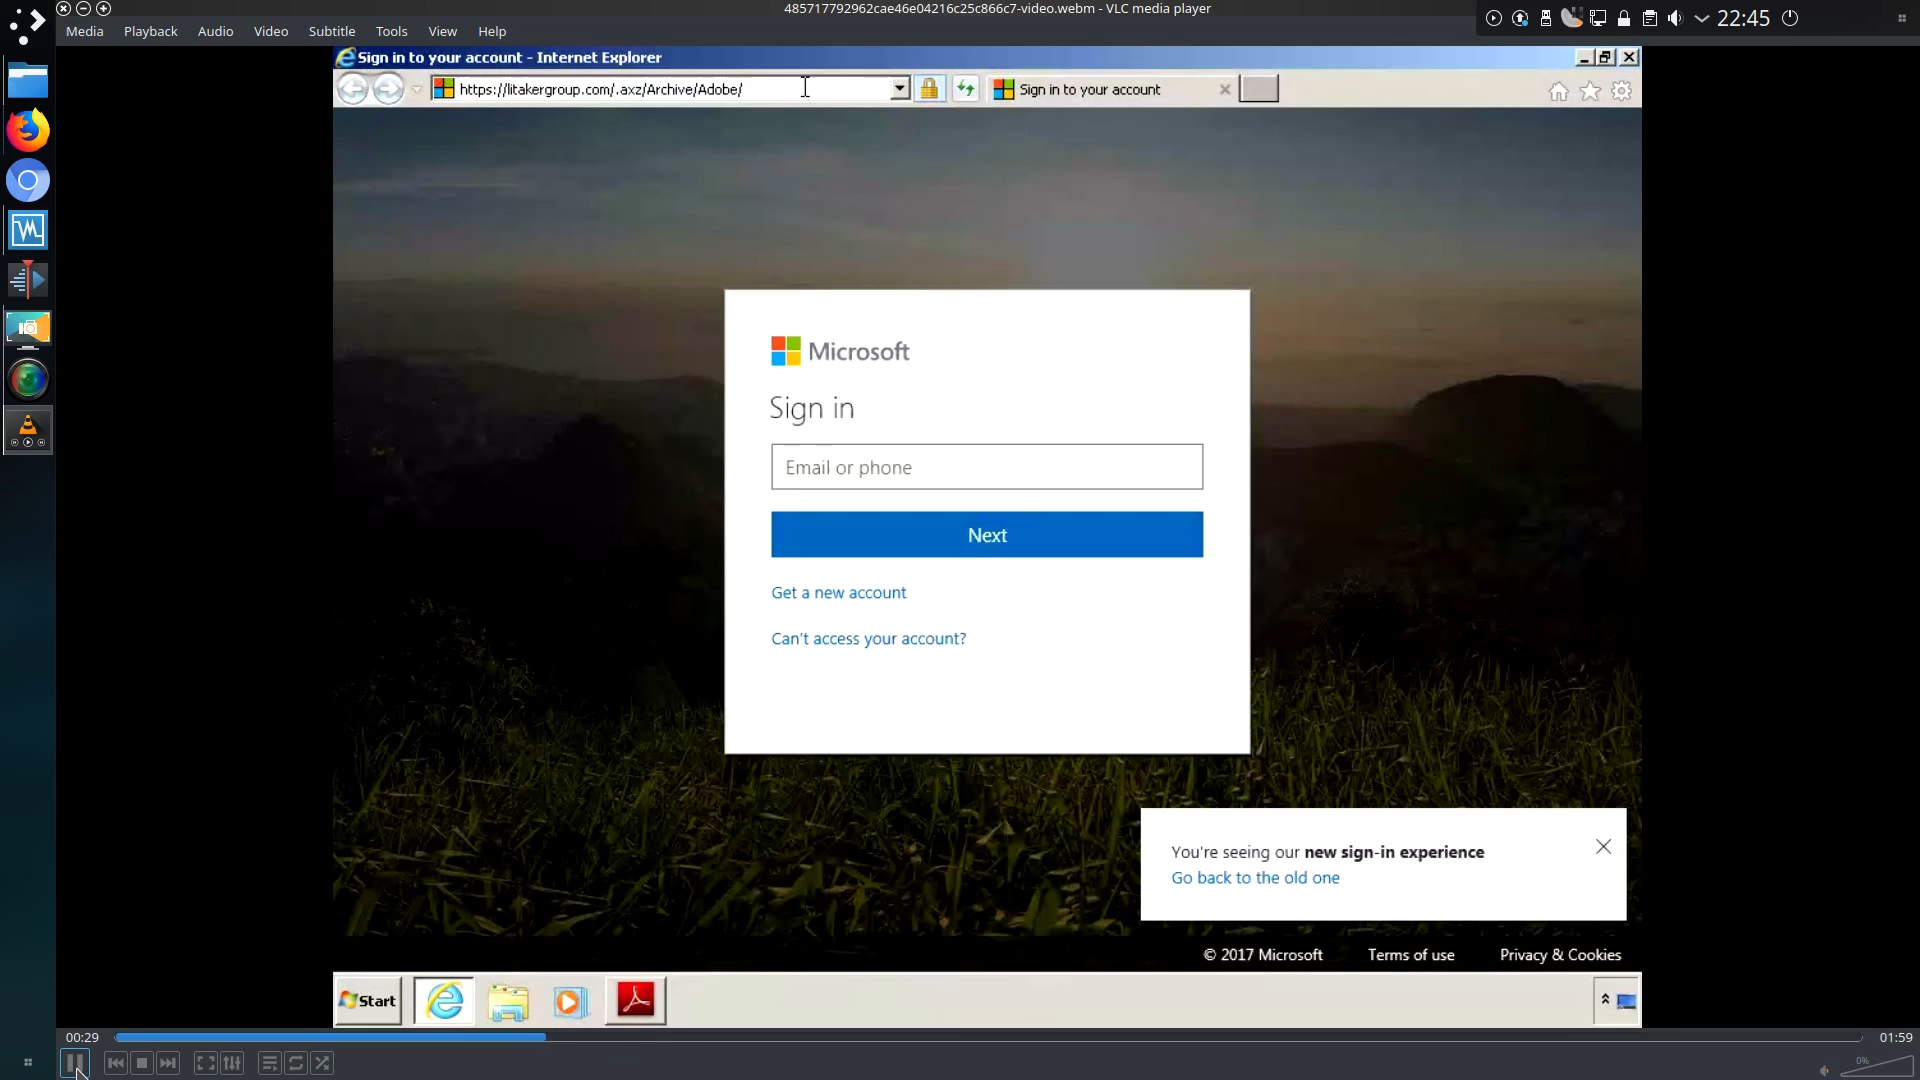 485717792962cae46e04216c25c866c7-video.webm - VLC media player
22:45
Media Playback Audio Video Subtitle Tools View Help
Sign in to your account - Internet Explorer
https://litakergroup.com/.axz/Archive/Adobe/
Sign in to your account
Microsoft
Sign in
Email or phone
Next
Get a new account
Can't access your account?
You're seeing our new sign-in experience
Go back to the old one
© 2017 Microsoft Terms of use Privacy & Cookies
Start
00:29
01:59
0%